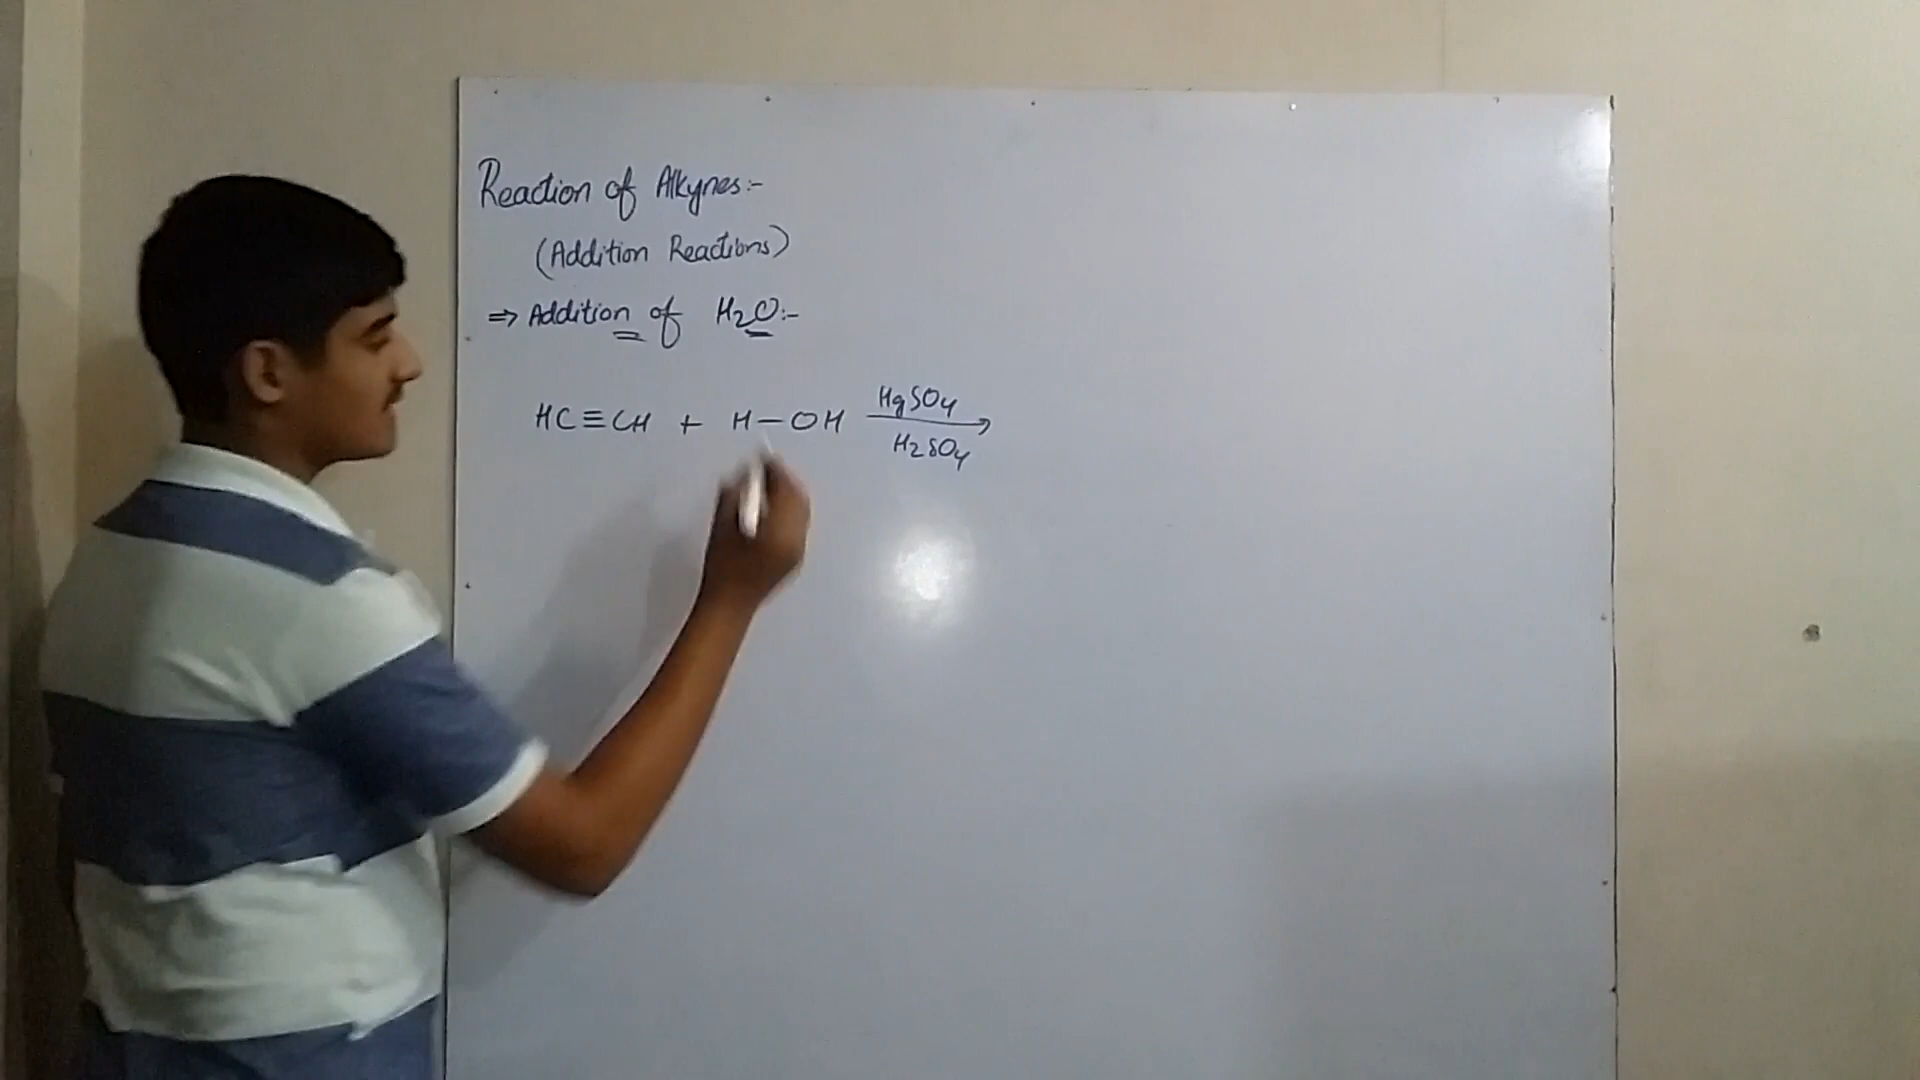 Reaction of Alkynes:-
(Addition Reactions)
⇒ Addition of H2O:-
HC≡CH + H-OH HgSO4 →
H2SO4